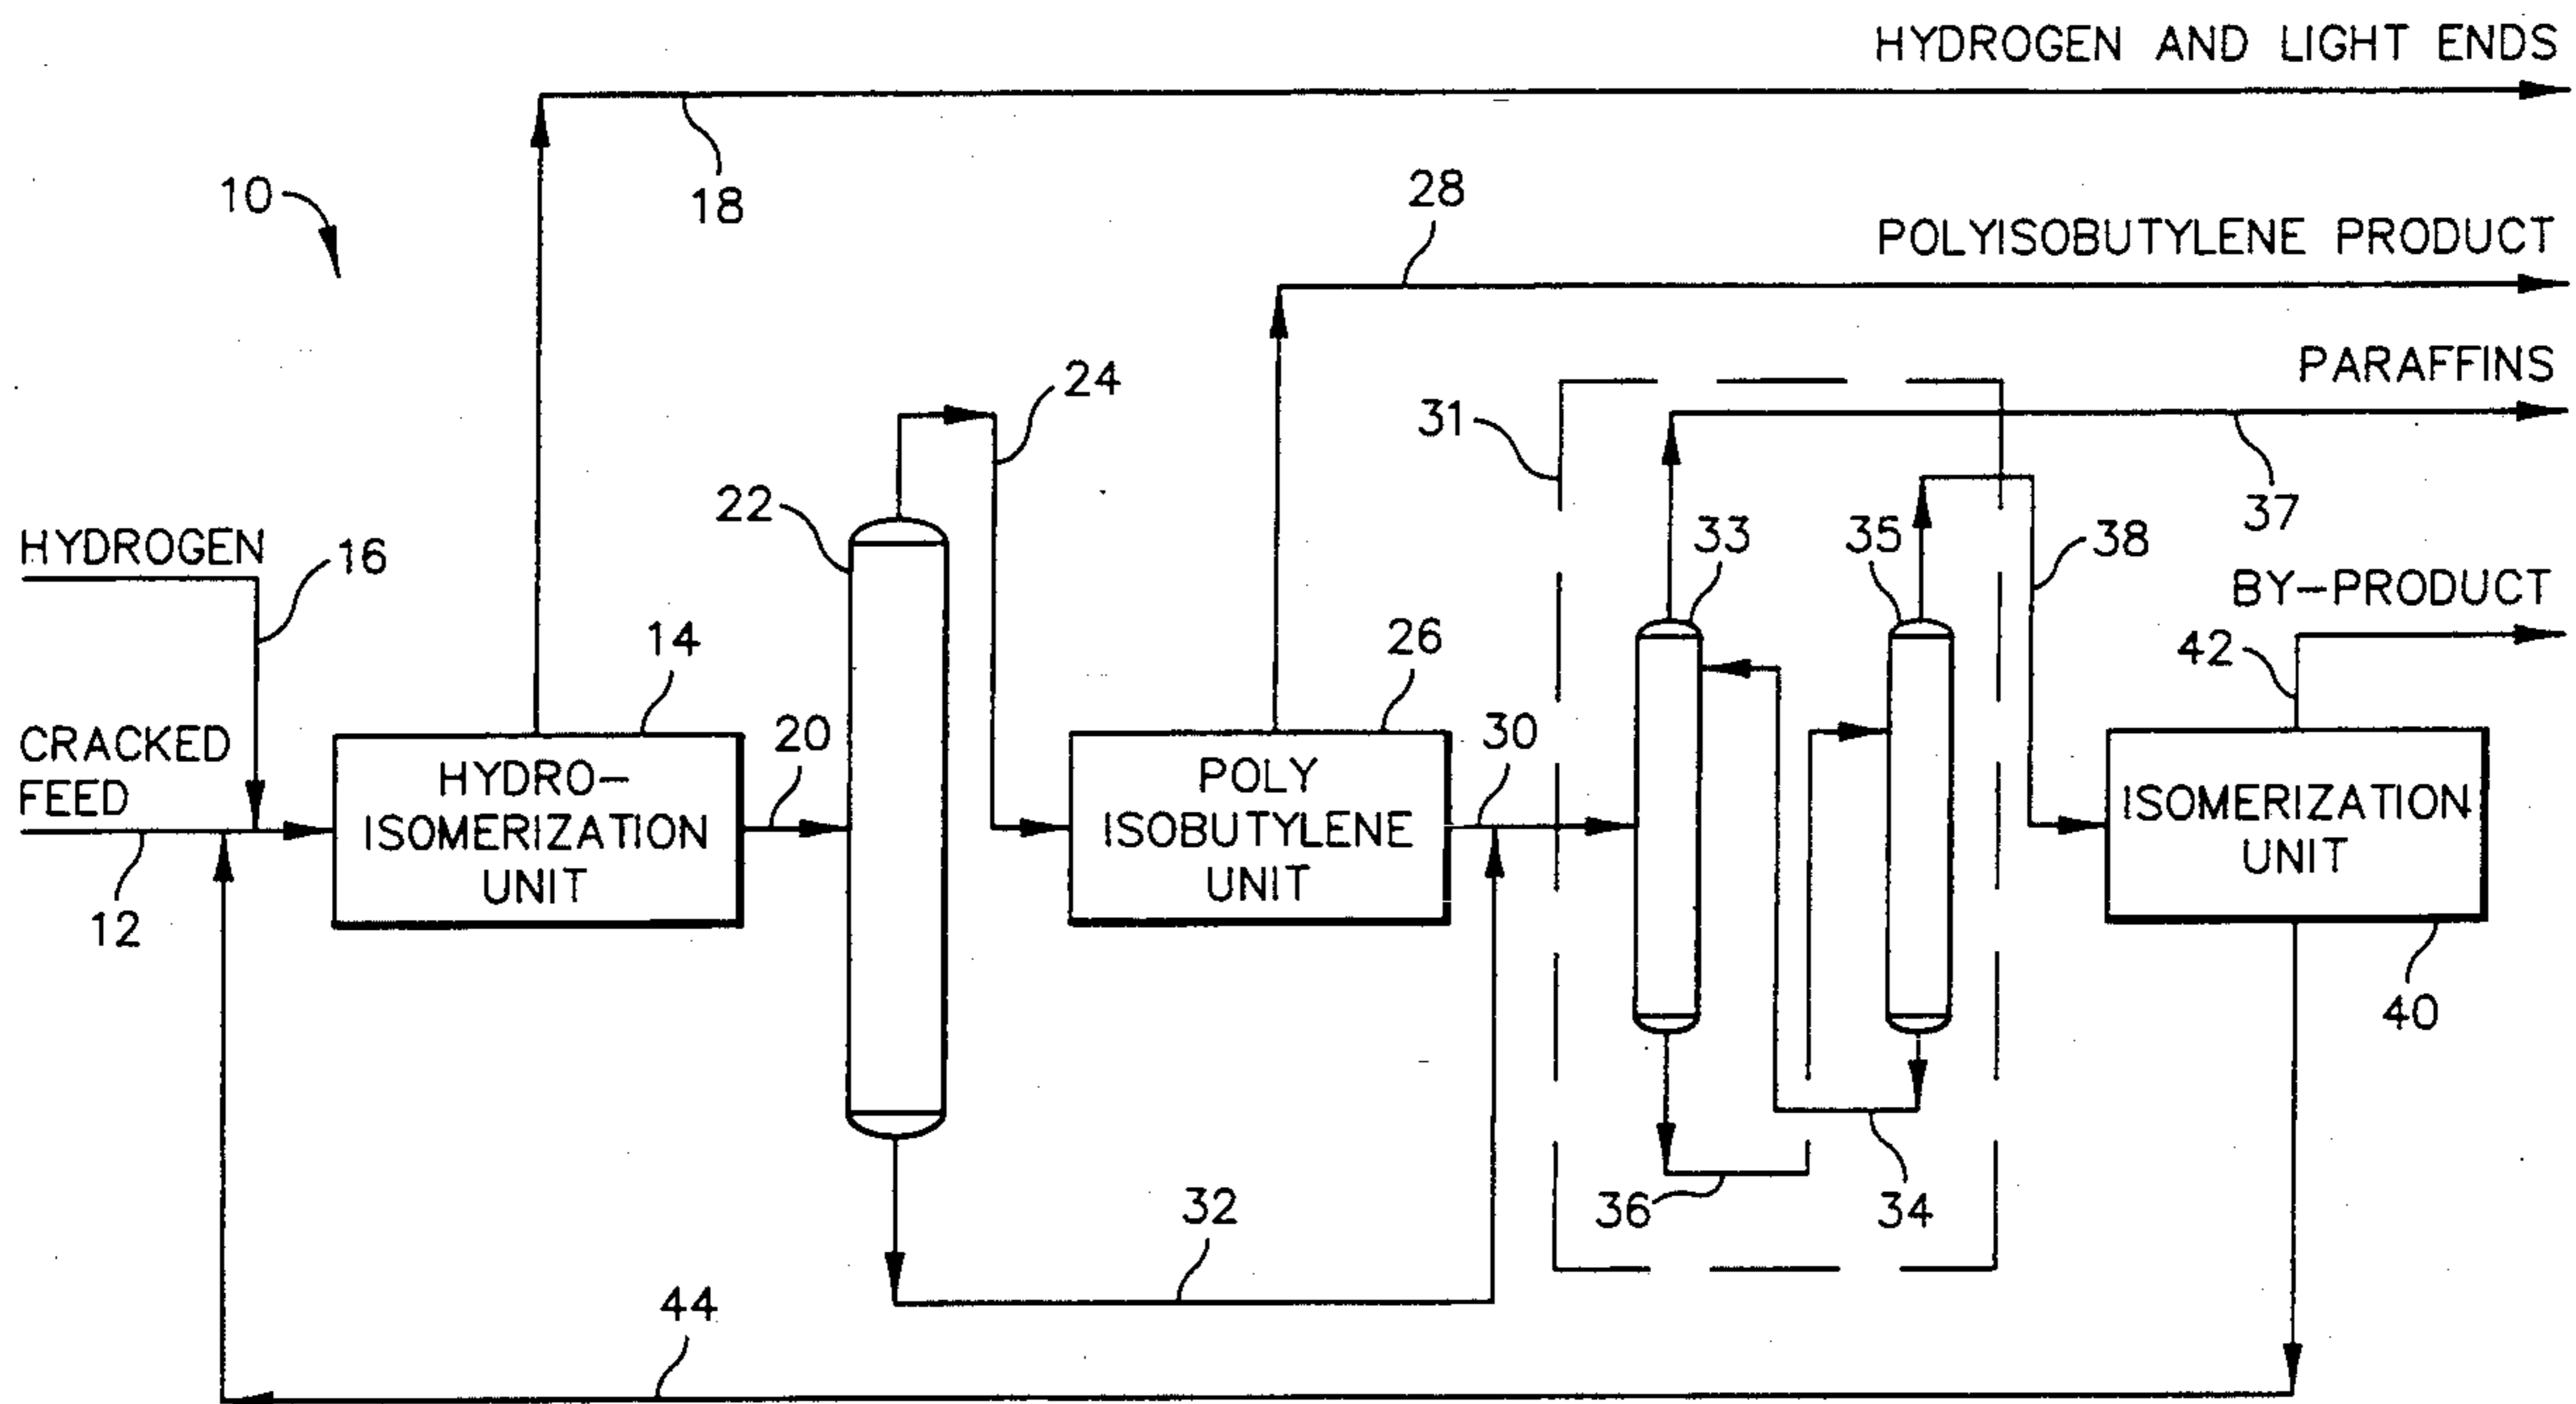 HYDROGEN AND LIGHT ENDS
18
10
28
POLYISOBUTYLENE PRODUCT
PARAFFINS
24
31
37
22
33
35
38
HYDROGEN
16
BY-PRODUCT
42
14
26
20
30
CRACKED
FEED
12
HYDRO-
ISOMERIZATION
UNIT
POLY
ISOBUTYLENE
UNIT
ISOMERIZATION
UNIT
40
36
34
32
44